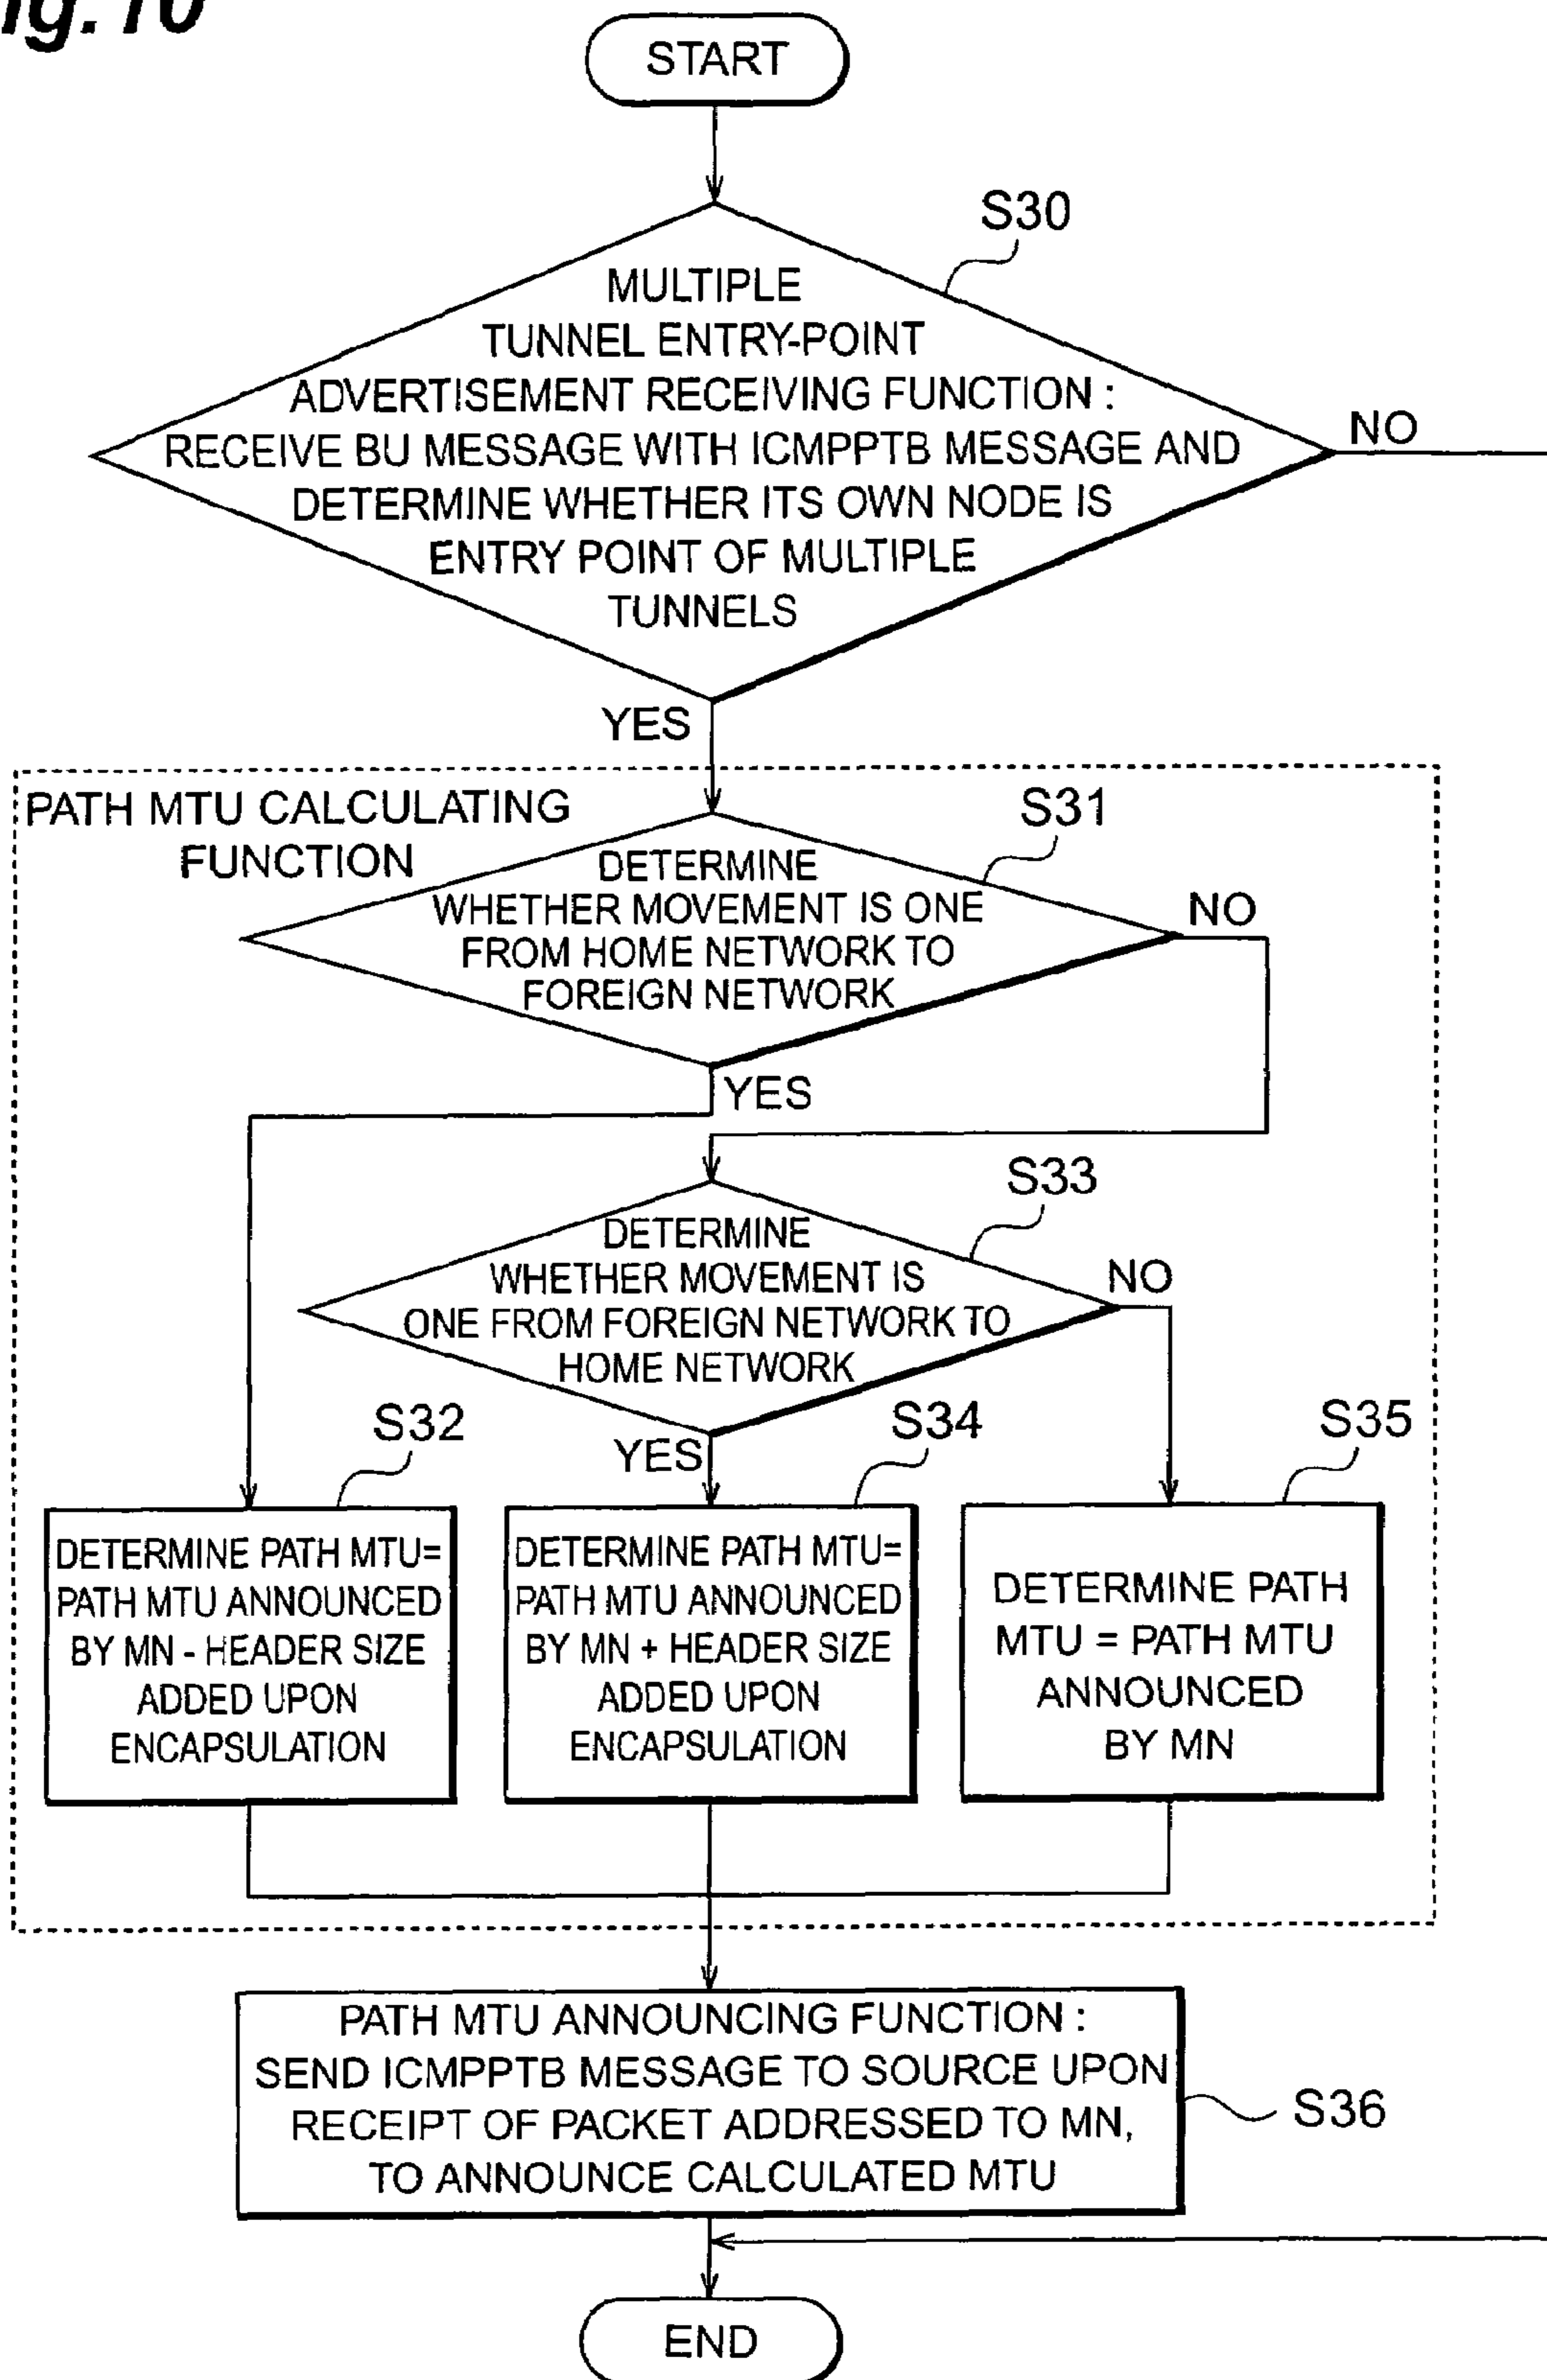 ig. 10
START
S30
MULTIPLE
TUNNEL ENTRY-POINT
ADVERTISEMENT RECEIVING FUNCTION :
RECEIVE BU MESSAGE WITH ICMPPTB MESSAGE AND
DETERMINE WHETHER ITS OWN NODE IS
ENTRY POINT OF MULTIPLE
TUNNELS
NO
YES
PATH MTU CALCULATING
FUNCTION
S31
DETERMINE
WHETHER MOVEMENT IS ONE
FROM HOME NETWORK TO
FOREIGN NETWORK
NO
YES
S33
DETERMINE
WHETHER MOVEMENT IS
ONE FROM FOREIGN NETWORK TO
HOME NETWORK
NO
YES
S32
DETERMINE PATH MTU=
PATH MTU ANNOUNCED
BY MN - HEADER SIZE
ADDED UPON
ENCAPSULATION
S34
DETERMINE PATH MTU=
PATH MTU ANNOUNCED
BY MN + HEADER SIZE
ADDED UPON
ENCAPSULATION
S35
DETERMINE PATH
MTU = PATH MTU
ANNOUNCED
BY MN
PATH MTU ANNOUNCING FUNCTION :
SEND ICMPPTB MESSAGE TO SOURCE UPON
RECEIPT OF PACKET ADDRESSED TO MN,
TO ANNOUNCE CALCULATED MTU
S36
END